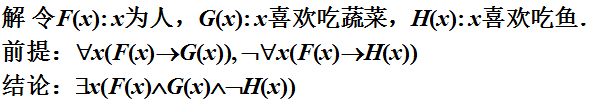 解 令F(x): x为人，G(x): x喜欢吃蔬菜，H(x): x喜欢吃鱼.
前提：∀x(F(x)→G(x)), ¬∀x(F(x)→H(x))
结论：∃x(F(x)∧G(x)∧¬H(x))